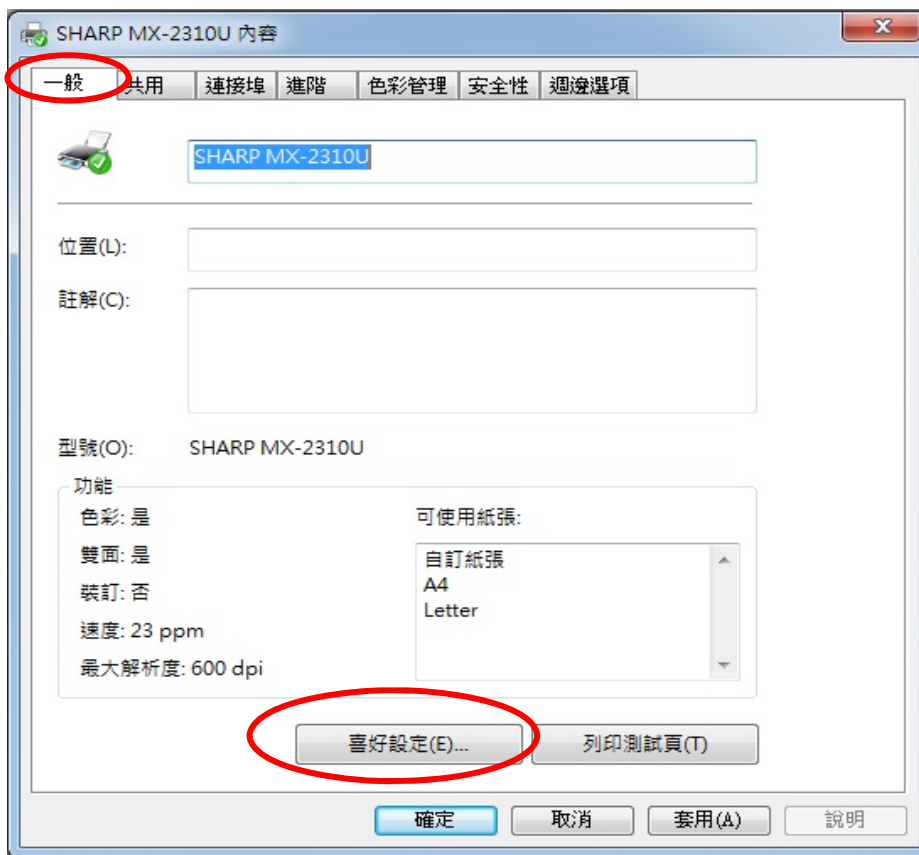 SHARP MX-2310U 內容
一般 共用 連接埠 進階 色彩管理 安全性 週邊選項
SHARP MX-2310U
位置(L):
註解(C):
型號(O): SHARP MX-2310U
功能
色彩: 是
雙面: 是
裝訂: 否
速度: 23 ppm
最大解析度: 600 dpi
可使用紙張:
自訂紙張
A4
Letter
喜好設定(E)... 列印測試頁(T)
確定 取消 套用(A) 說明